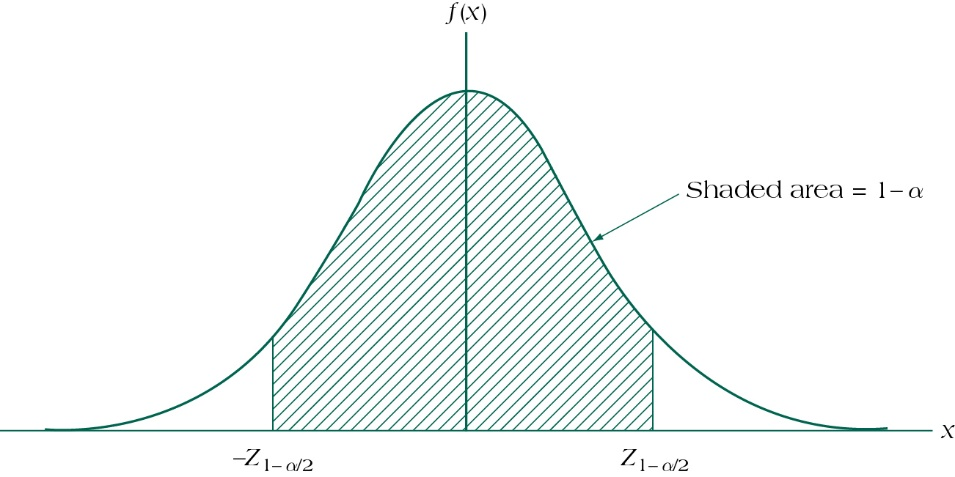 f(x)
Shaded area = 1−α
x
−Z1−α/2
Z1−α/2